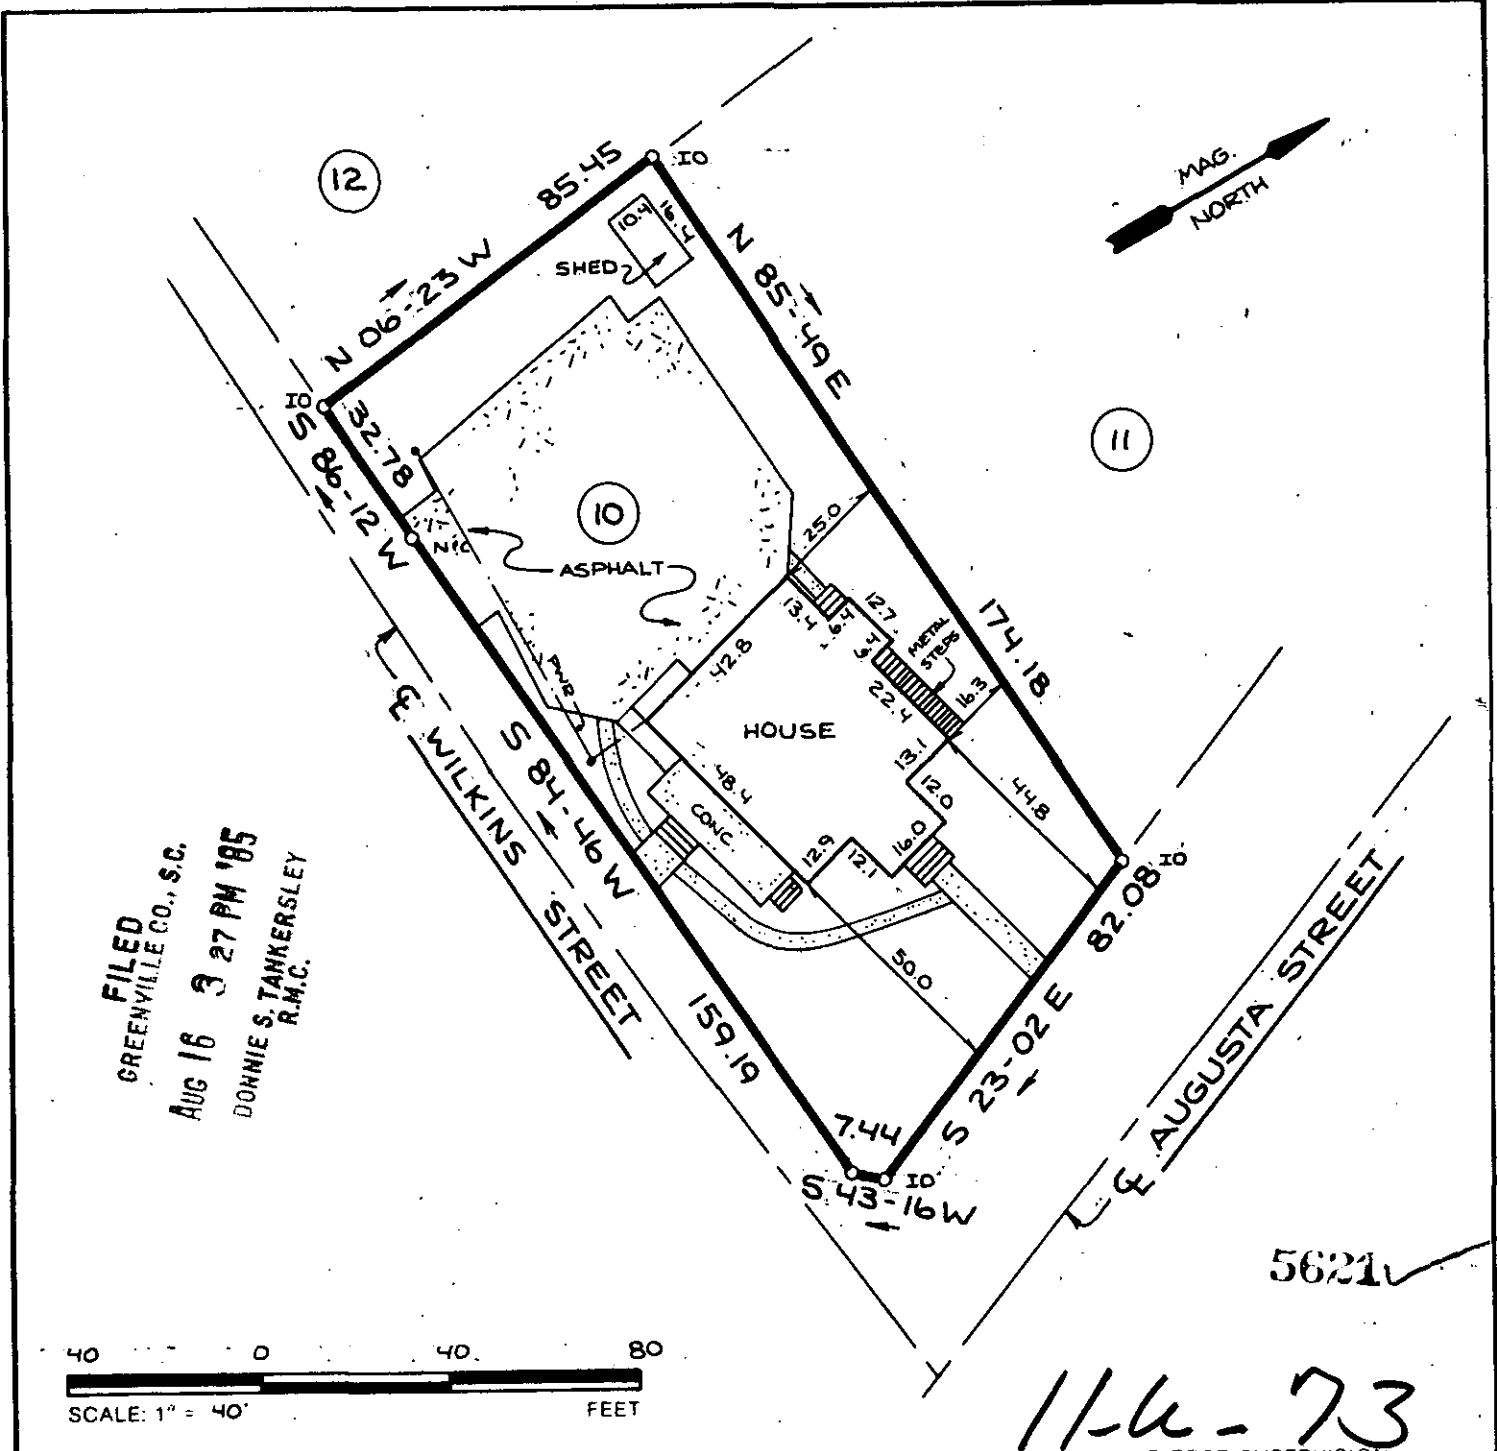 12
85.45
IO
MAG.
NORTH
N 06-23 W
10.4
16.4
SHED
N 85-49 E
IO
32.78
S 86-12 W
11
10
N&C
ASPHALT
25.0
13.4
9.4
12.7
9.4
METAL
STEPS
174.18
42.8
PWR
22.4
16.3
HOUSE
℄ WILKINS STREET
S 84-46 W
13.1
12.0
44.8
48.4
CONC.
12.9
12.1
16.0
IO
82.08
50.0
159.19
S 23-02 E
7.44
IO
S 43-16 W
℄ AUGUSTA STREET
FILED
GREENVILLE CO., S.C.
AUG 16 3 27 PM '85
DONNIE S. TANKERSLEY
R.M.C.
5621
40 0 40 80
SCALE: 1" = 40' FEET